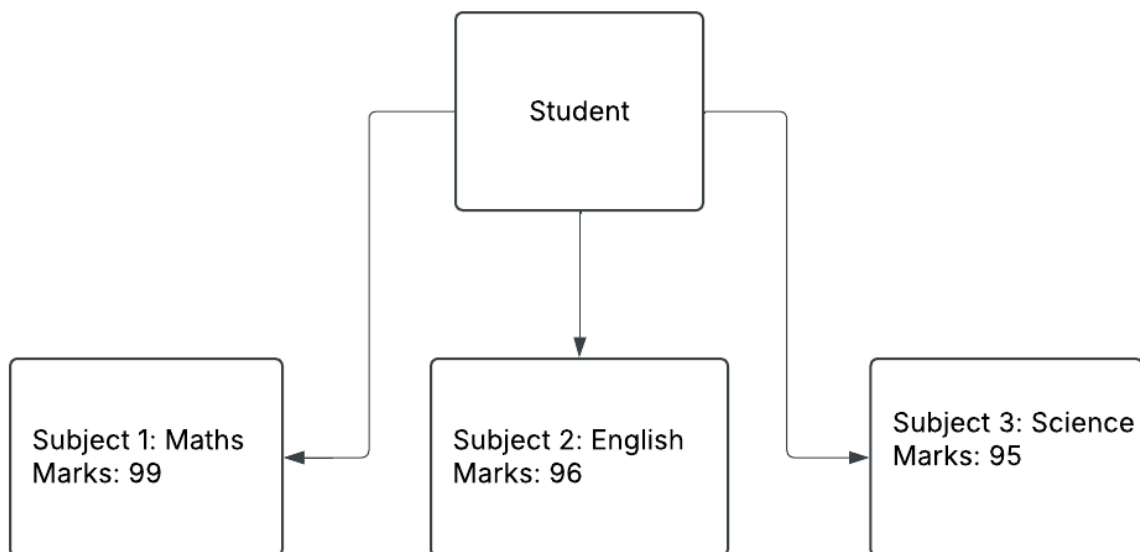 Student
Subject 1: Maths
Marks: 99
Subject 2: English
Marks: 96
Subject 3: Science
Marks: 95